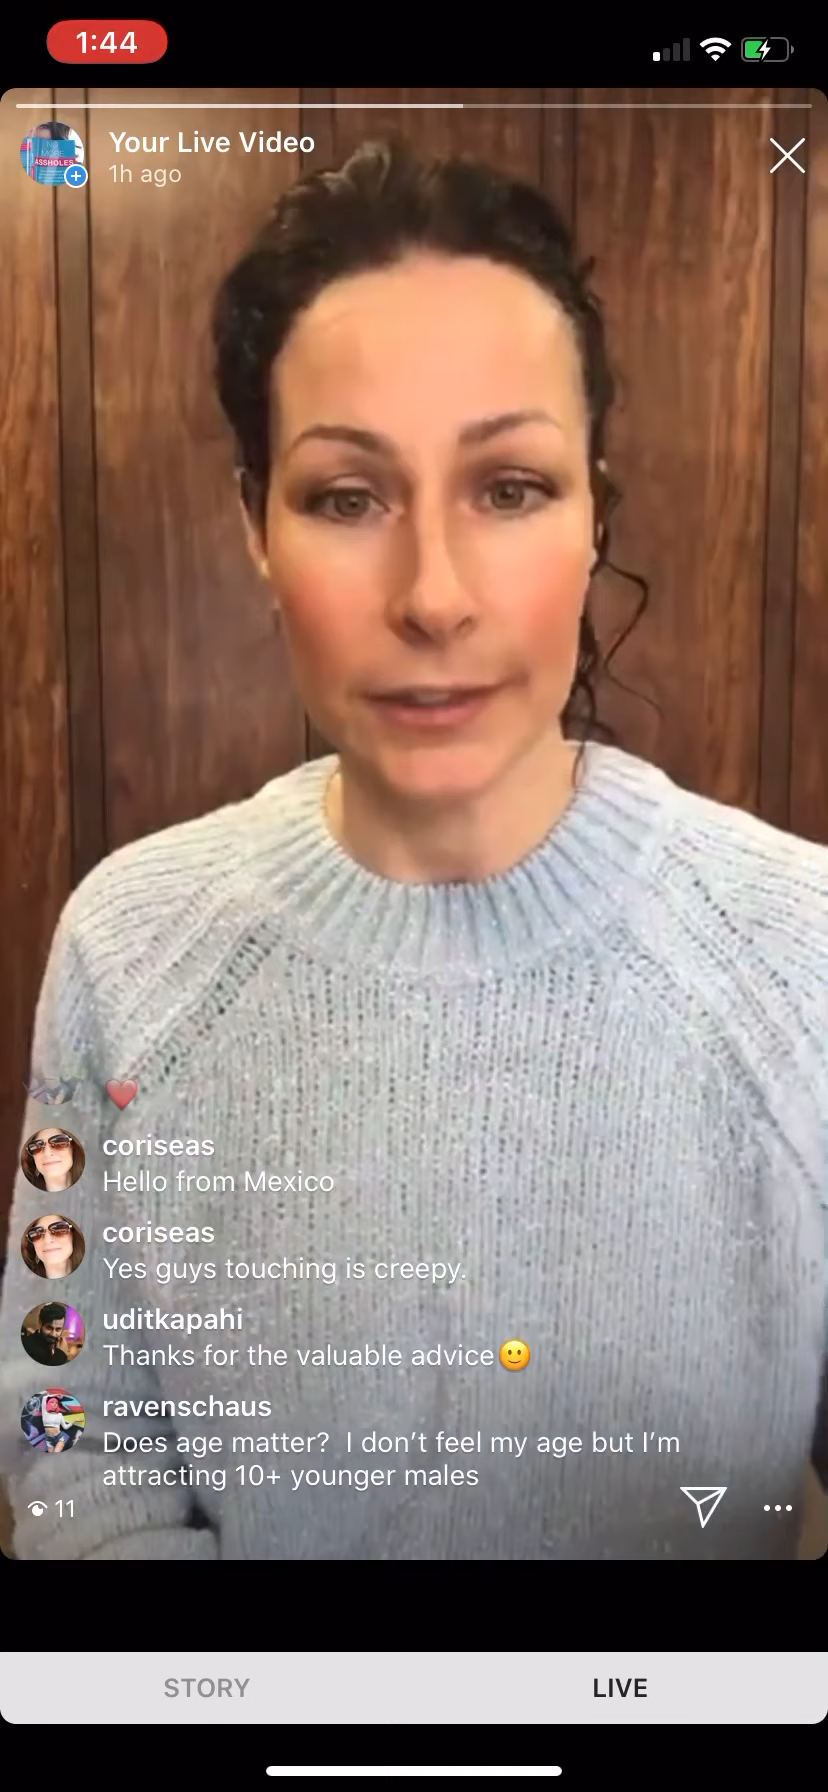 1:44
Your Live Video
1h ago
ASSHOLES
coriseas
Hello from Mexico
coriseas
Yes guys touching is creepy.
uditkapahi
Thanks for the valuable advice🙂
ravenschaus
Does age matter?  I don’t feel my age but I’m
attracting 10+ younger males
11
STORY
LIVE